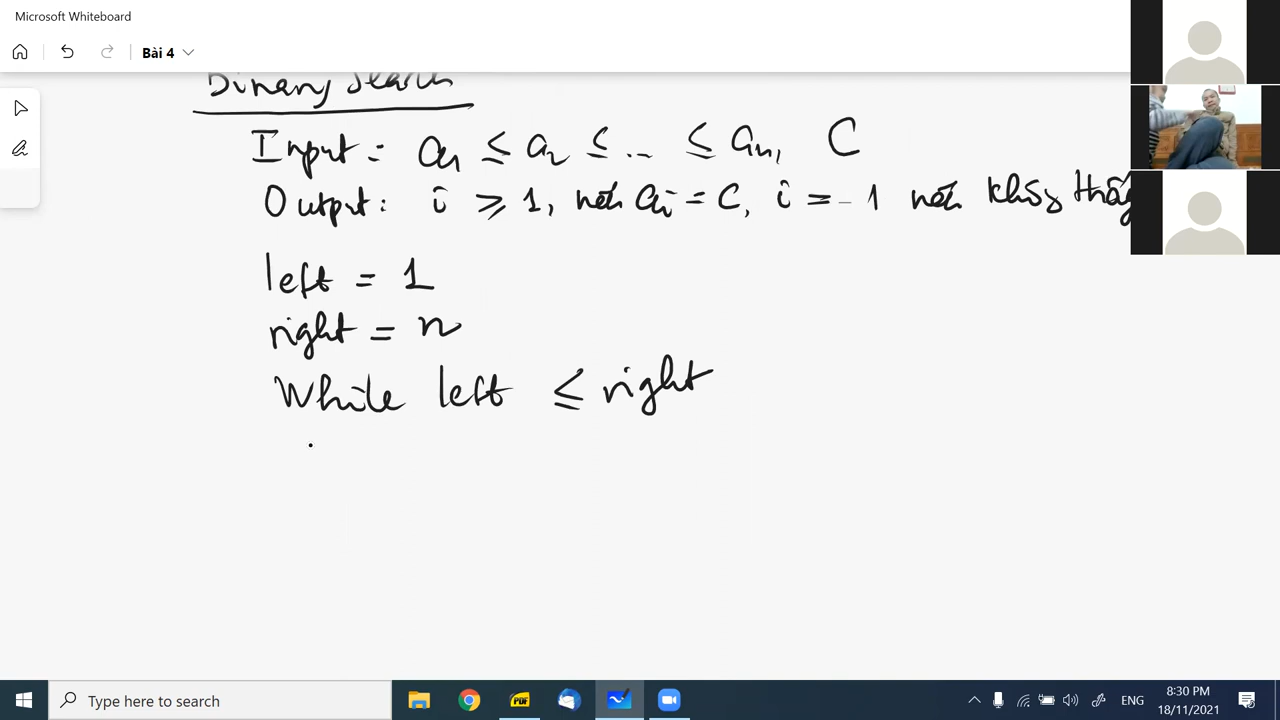 Microsoft Whiteboard
Bài 4
Binary Search
Input: a₁ ≤ a₂ ≤ ... ≤ aₙ, C
Output: i ≥ 1, nếu aᵢ = C, i = -1 nếu không thấy
left = 1
right = n
While left ≤ right
Type here to search
ENG
8:30 PM
18/11/2021